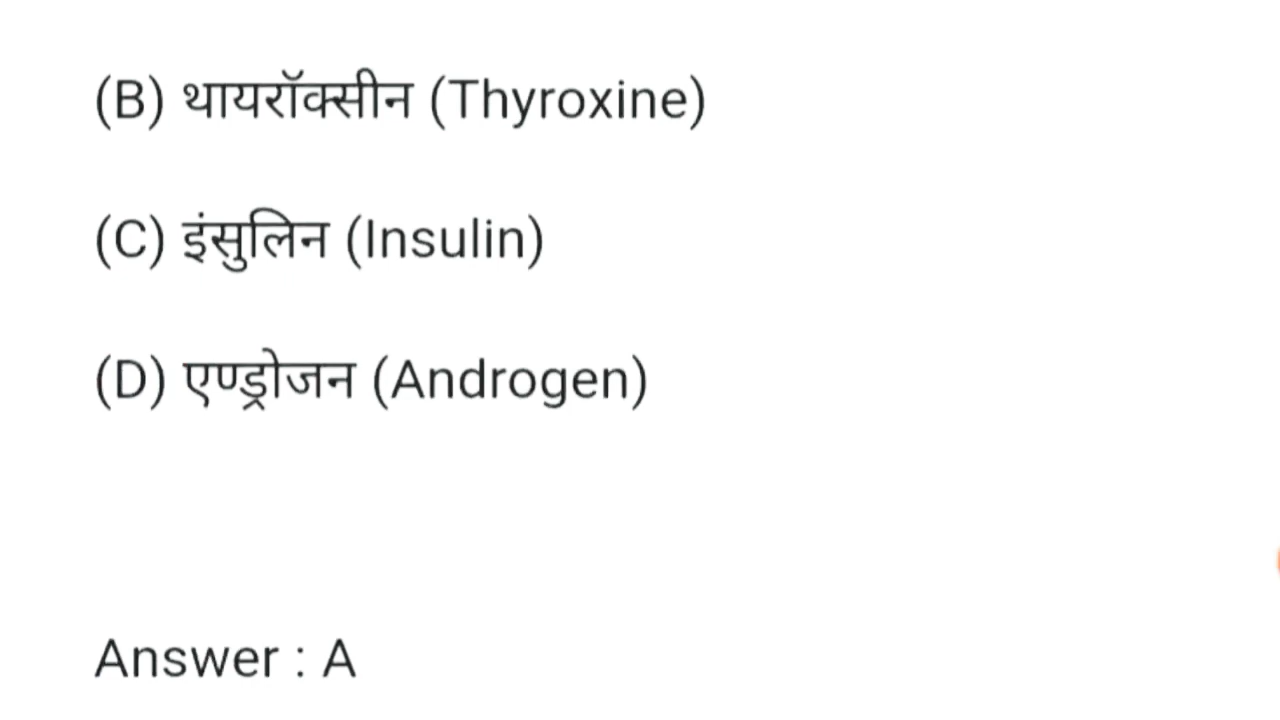 (B) थायरॉक्सीन (Thyroxine)
(C) इंसुलिन (Insulin)
(D) एण्ड्रोजन (Androgen)
Answer : A